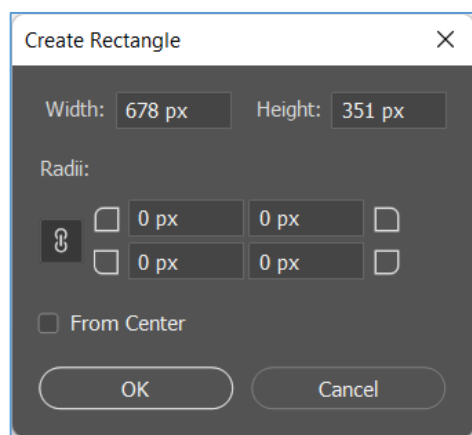 Create Rectangle
Width: 678 px Height: 351 px
Radii:
0 px 0 px
0 px 0 px
From Center
OK Cancel